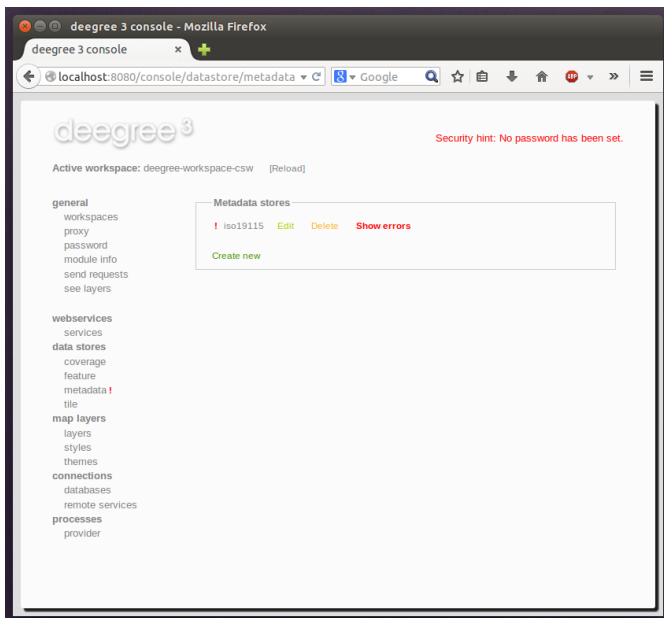 deegree 3 console - Mozilla Firefox
deegree 3 console
localhost:8080/console/datastore/metadata
Google
deegree 3
Security hint: No password has been set.
Active workspace: deegree-workspace-csw [Reload]
general
workspaces
proxy
password
module info
send requests
see layers
webservices
services
data stores
coverage
feature
metadata !
tile
map layers
layers
styles
themes
connections
databases
remote services
processes
provider
Metadata stores
! iso19115 Edit Delete Show errors
Create new